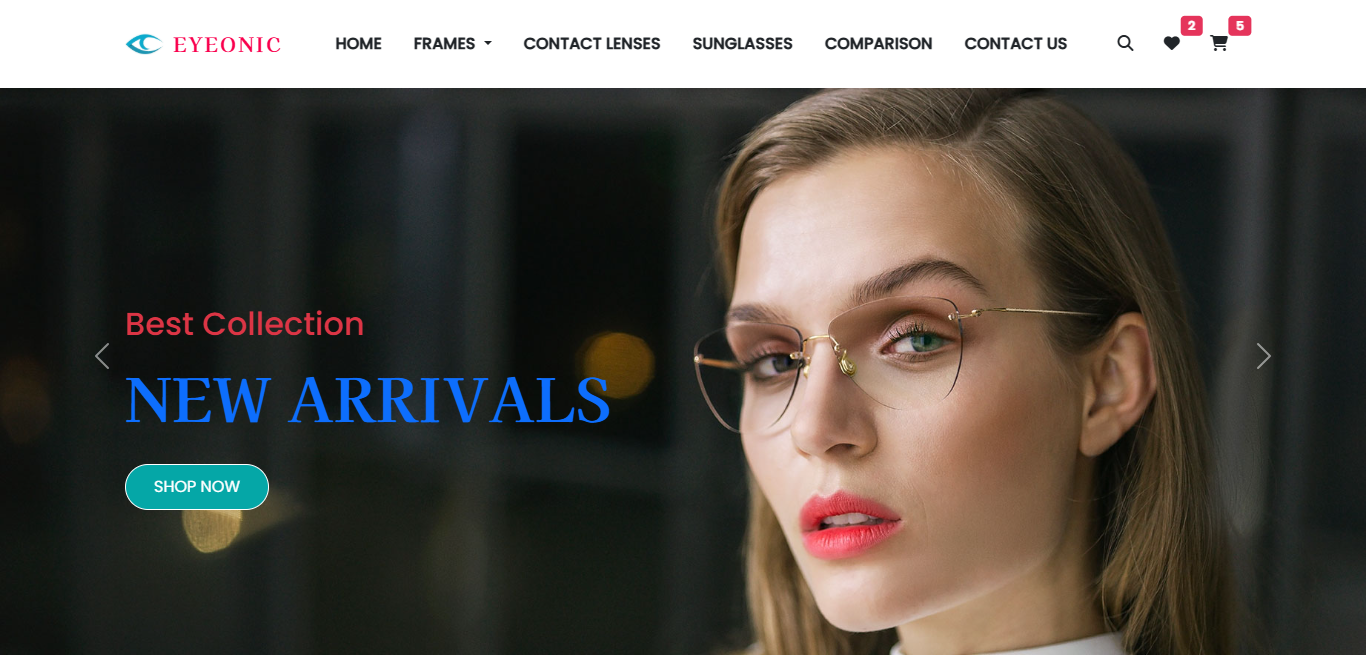 EYEONIC HOME FRAMES CONTACT LENSES SUNGLASSES COMPARISON CONTACT US 2 5
Best Collection
NEW ARRIVALS
SHOP NOW